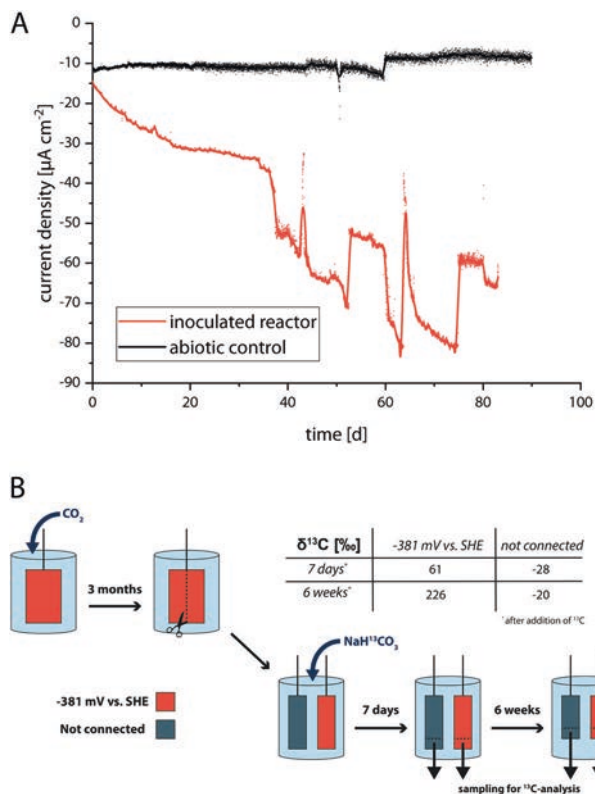 A
0
-10
-20
-30
-40
-50
-60
-70
-80
-90
current density [µA cm⁻²]
inoculated reactor
abiotic control
0 20 40 60 80 100
time [d]
B
CO₂
3 months
δ¹³C [‰] -381 mV vs. SHE not connected
7 days* 61 -28
6 weeks* 226 -20
* after addition of ¹³C
NaH¹³CO₃
-381 mV vs. SHE
Not connected
7 days
6 weeks
sampling for ¹³C-analysis